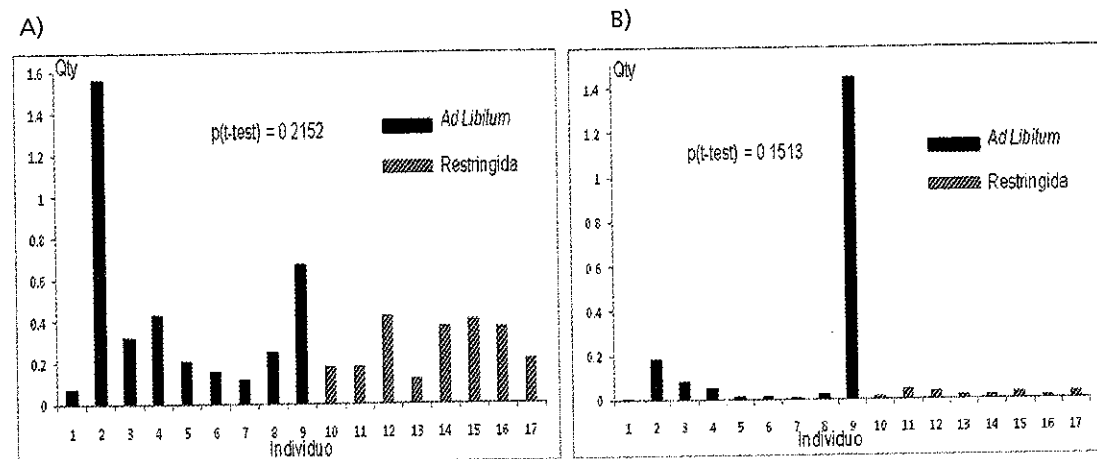 A)
Qty
1.6
1.4
1.2
1
0.8
0.6
0.4
0.2
0
p(t-test) = 0 2152
Ad Libitum
Restringida
1 2 3 4 5 6 7 8 9 10 11 12 13 14 15 16 17
Individuo
B)
Qty
1.4
1.2
1
0.8
0.6
0.4
0.2
0
p(t-test) = 0 1513
Ad Libitum
Restringida
1 2 3 4 5 6 7 8 9 10 11 12 13 14 15 16 17
Individuo